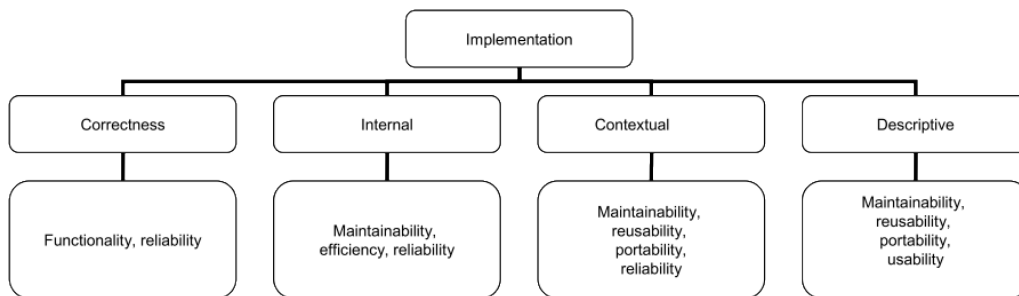 Implementation
Correctness
Internal
Contextual
Descriptive
Functionality, reliability
Maintainability,
efficiency, reliability
Maintainability,
reusability,
portability,
reliability
Maintainability,
reusability,
portability,
usability